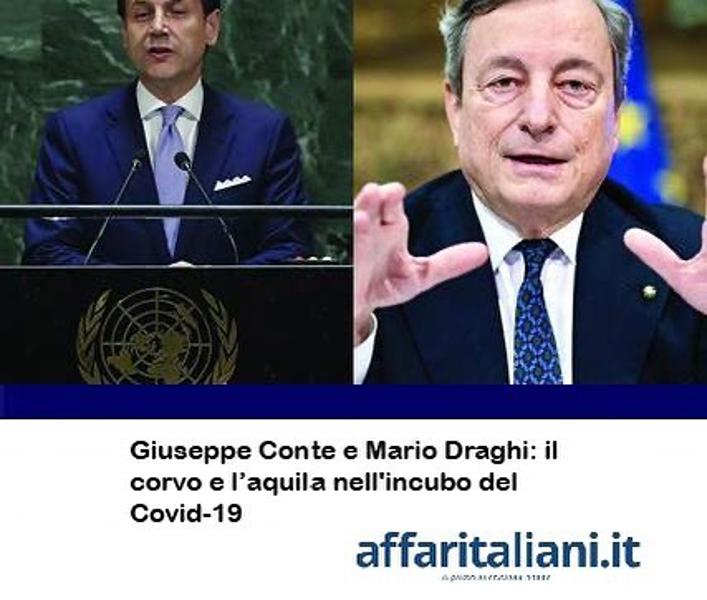 Giuseppe Conte e Mario Draghi: il
corvo e l’aquila nell'incubo del
Covid-19
affaritaliani.it